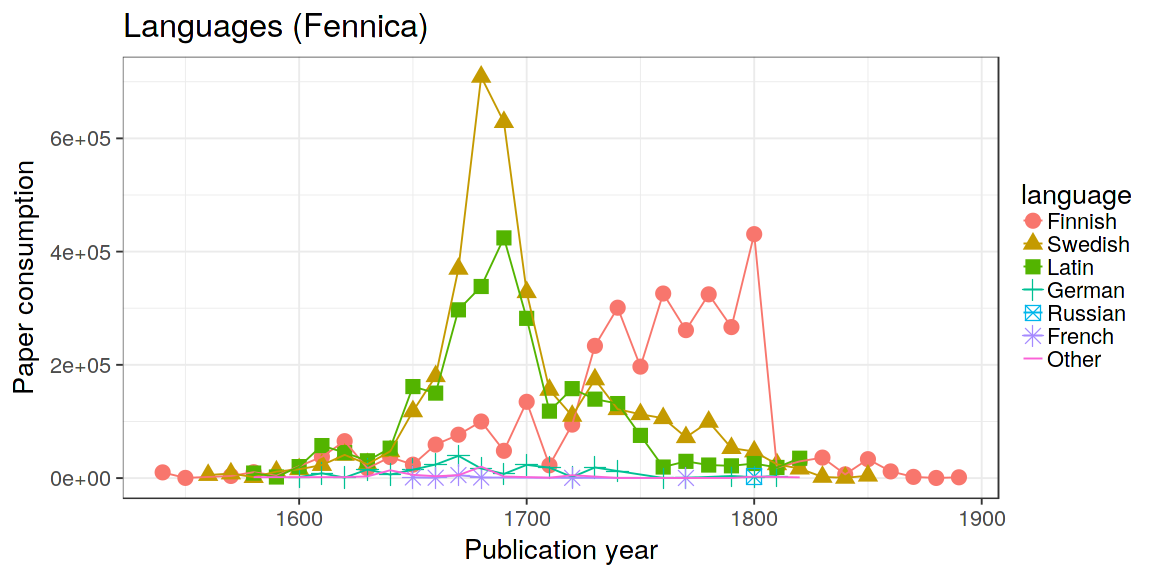 Languages (Fennica)
Paper consumption
6e+05
4e+05
2e+05
0e+00
1600 1700 1800 1900
Publication year
language
Finnish
Swedish
Latin
German
Russian
French
Other